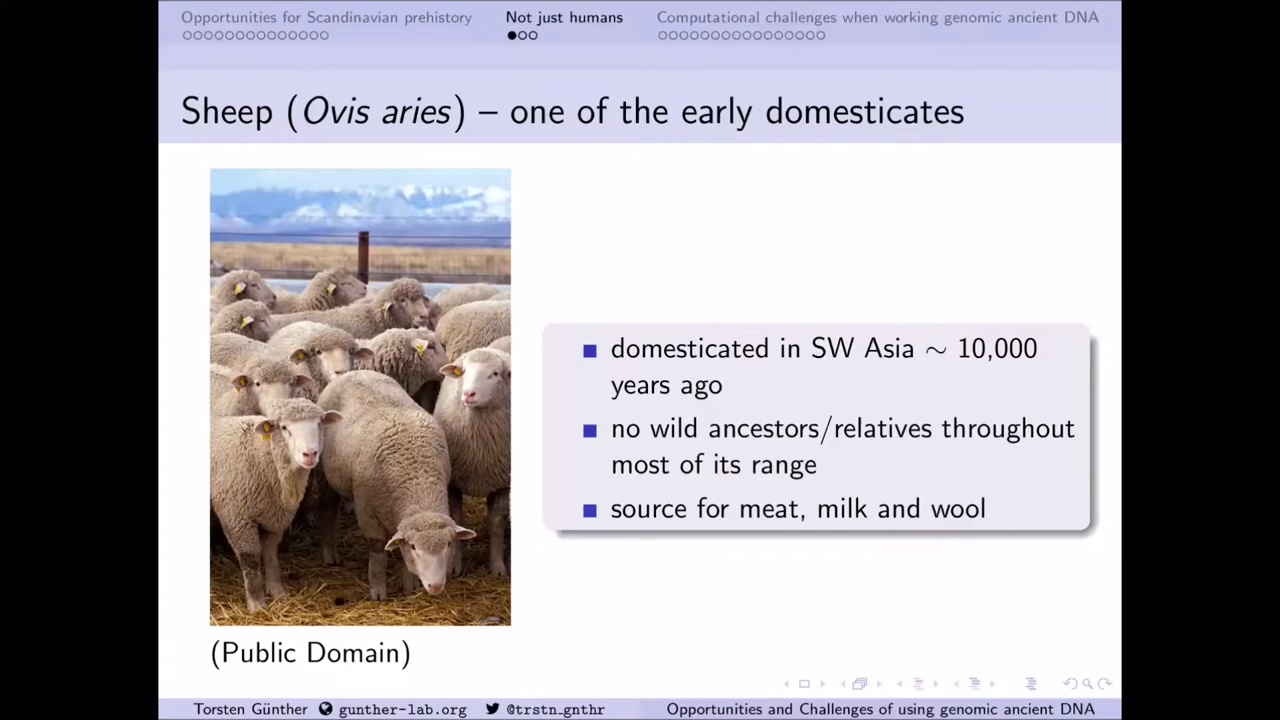 Opportunities for Scandinavian prehistory
Not just humans
Computational challenges when working genomic ancient DNA
Sheep (Ovis aries) – one of the early domesticates
domesticated in SW Asia ∼ 10,000
years ago
no wild ancestors/relatives throughout
most of its range
source for meat, milk and wool
(Public Domain)
Torsten Günther gunther-lab.org @trstn_gnthr
Opportunities and Challenges of using genomic ancient DNA